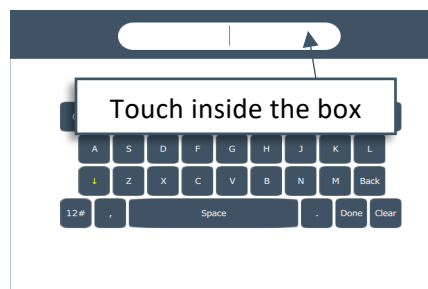 Touch inside the box
A S D F G H J K L
↓ Z X C V B N M Back
12# , Space . Done Clear